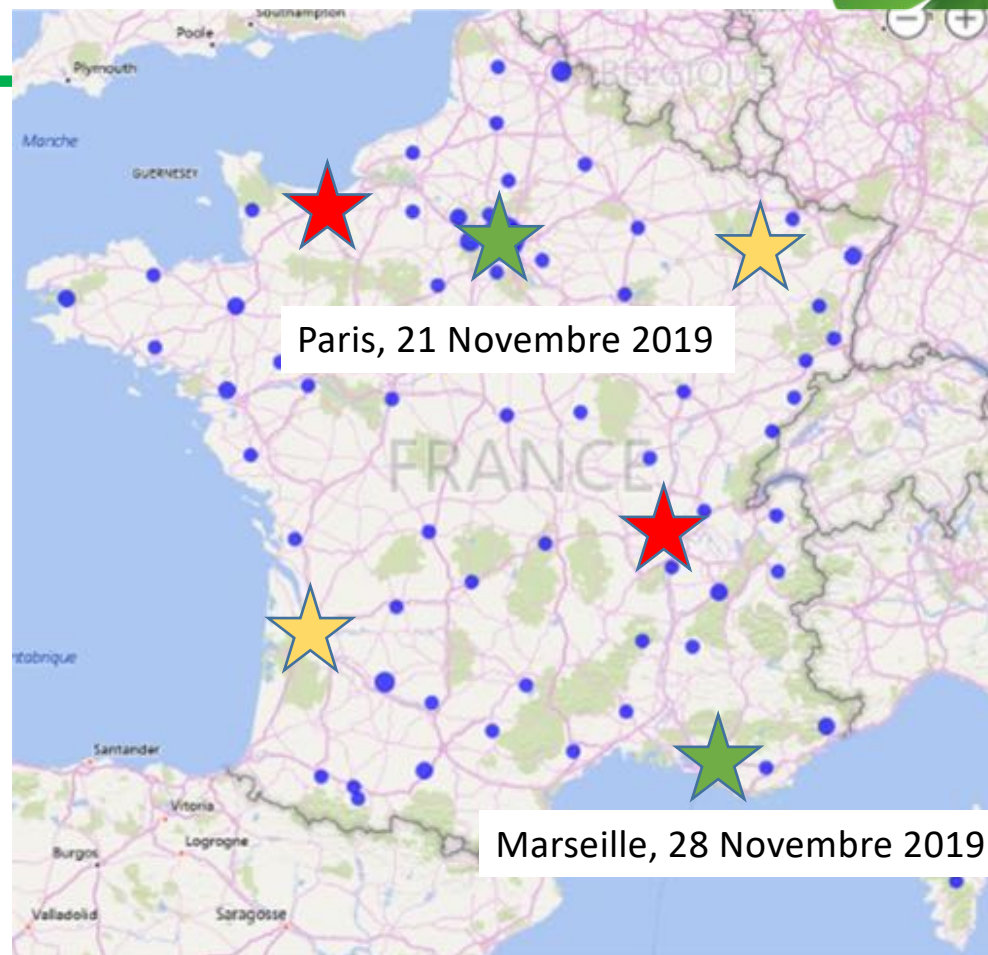 Southampton
Poole
Plymouth
BELGIQUE
Manche
GUERNESEY
Paris, 21 Novembre 2019
FRANCE
Santander
Vitoria
Marseille, 28 Novembre 2019
Logrogne
Burgos
Valladolid
Saragosse